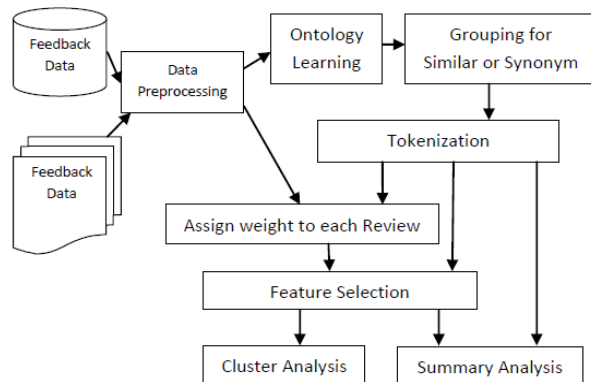 Feedback
Data
Data
Preprocessing
Ontology
Learning
Grouping for
Similar or Synonym
Tokenization
Feedback
Data
Assign weight to each Review
Feature Selection
Cluster Analysis
Summary Analysis